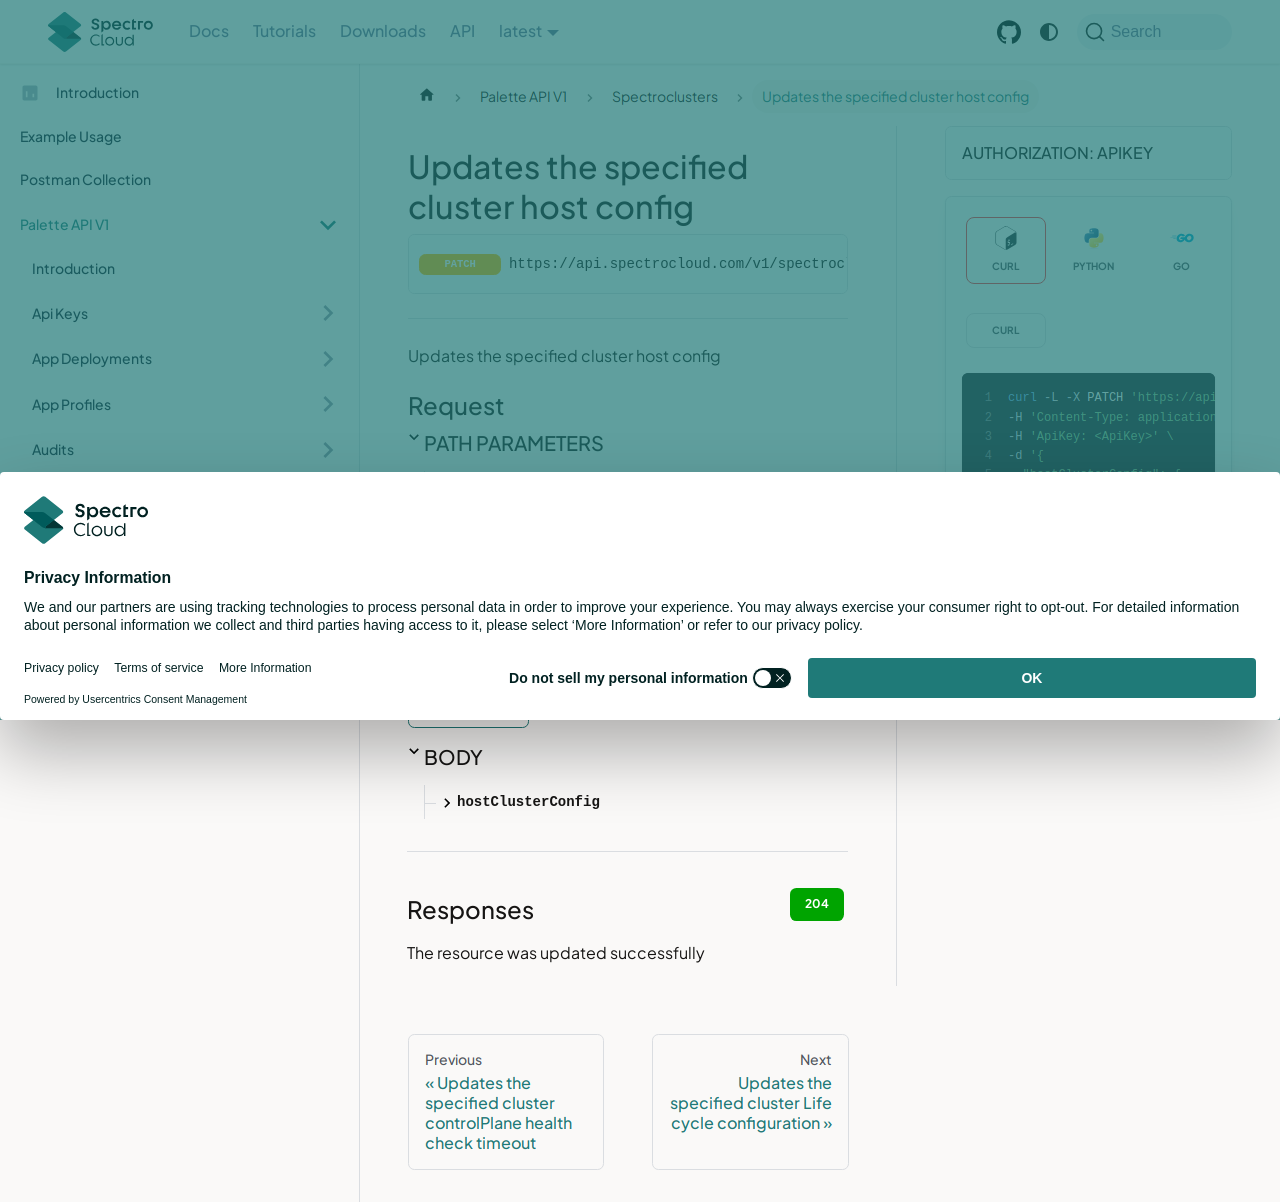 Spectro Cloud
Docs
Tutorials
Downloads
API
latest
Search
Introduction
Example Usage
Postman Collection
Palette API V1
Introduction
Api Keys
App Deployments
App Profiles
Audits
Palette API V1
Spectroclusters
Updates the specified cluster host config
Updates the specified
cluster host config
PATCH
https://api.spectrocloud.com/v1/spectroc
Updates the specified cluster host config
Request
PATH PARAMETERS
AUTHORIZATION: APIKEY
CURL
PYTHON
GO
CURL
1 curl -L -X PATCH 'https://api
2 -H 'Content-Type: application
3 -H 'ApiKey: <ApiKey>' \
4 -d '{
5 "hostClusterConfig": {
Spectro
Cloud
Privacy Information
We and our partners are using tracking technologies to process personal data in order to improve your experience. You may always exercise your consumer right to opt-out. For detailed information
about personal information we collect and third parties having access to it, please select ‘More Information’ or refer to our privacy policy.
Privacy policy
Terms of service
More Information
Powered by Usercentrics Consent Management
Do not sell my personal information
OK
BODY
hostClusterConfig
Responses
204
The resource was updated successfully
Previous
« Updates the
specified cluster
controlPlane health
check timeout
Next
Updates the
specified cluster Life
cycle configuration »